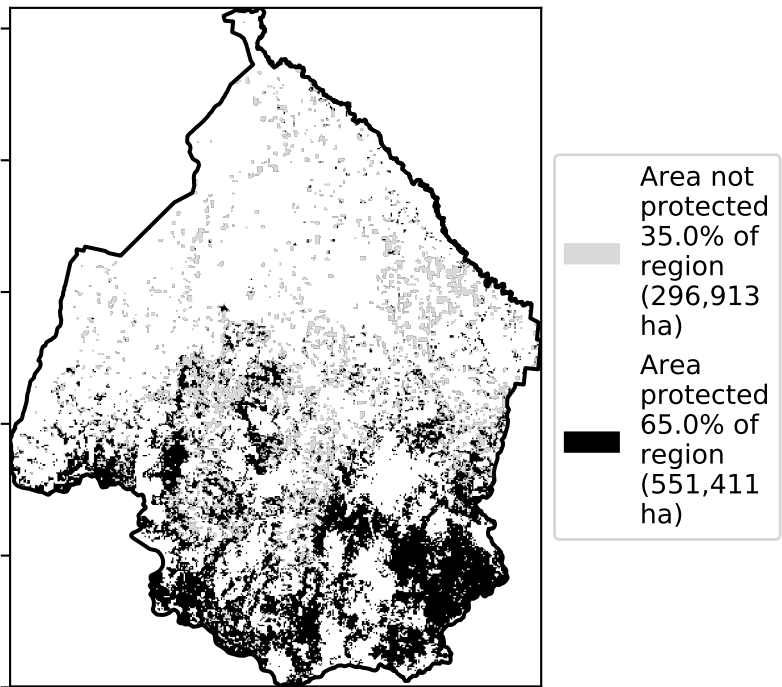 Area not
protected
35.0% of
region
(296,913
ha)
Area
protected
65.0% of
region
(551,411
ha)